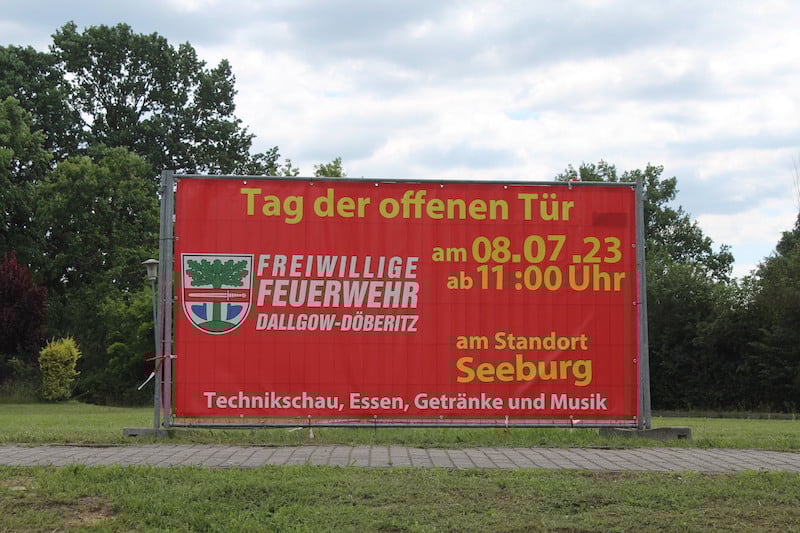 Tag der offenen Tür
FREIWILLIGE
FEUERWEHR
DALLGOW-DÖBERITZ
am 08.07.23
ab 11:00 Uhr
am Standort
Seeburg
Technikschau, Essen, Getränke und Musik